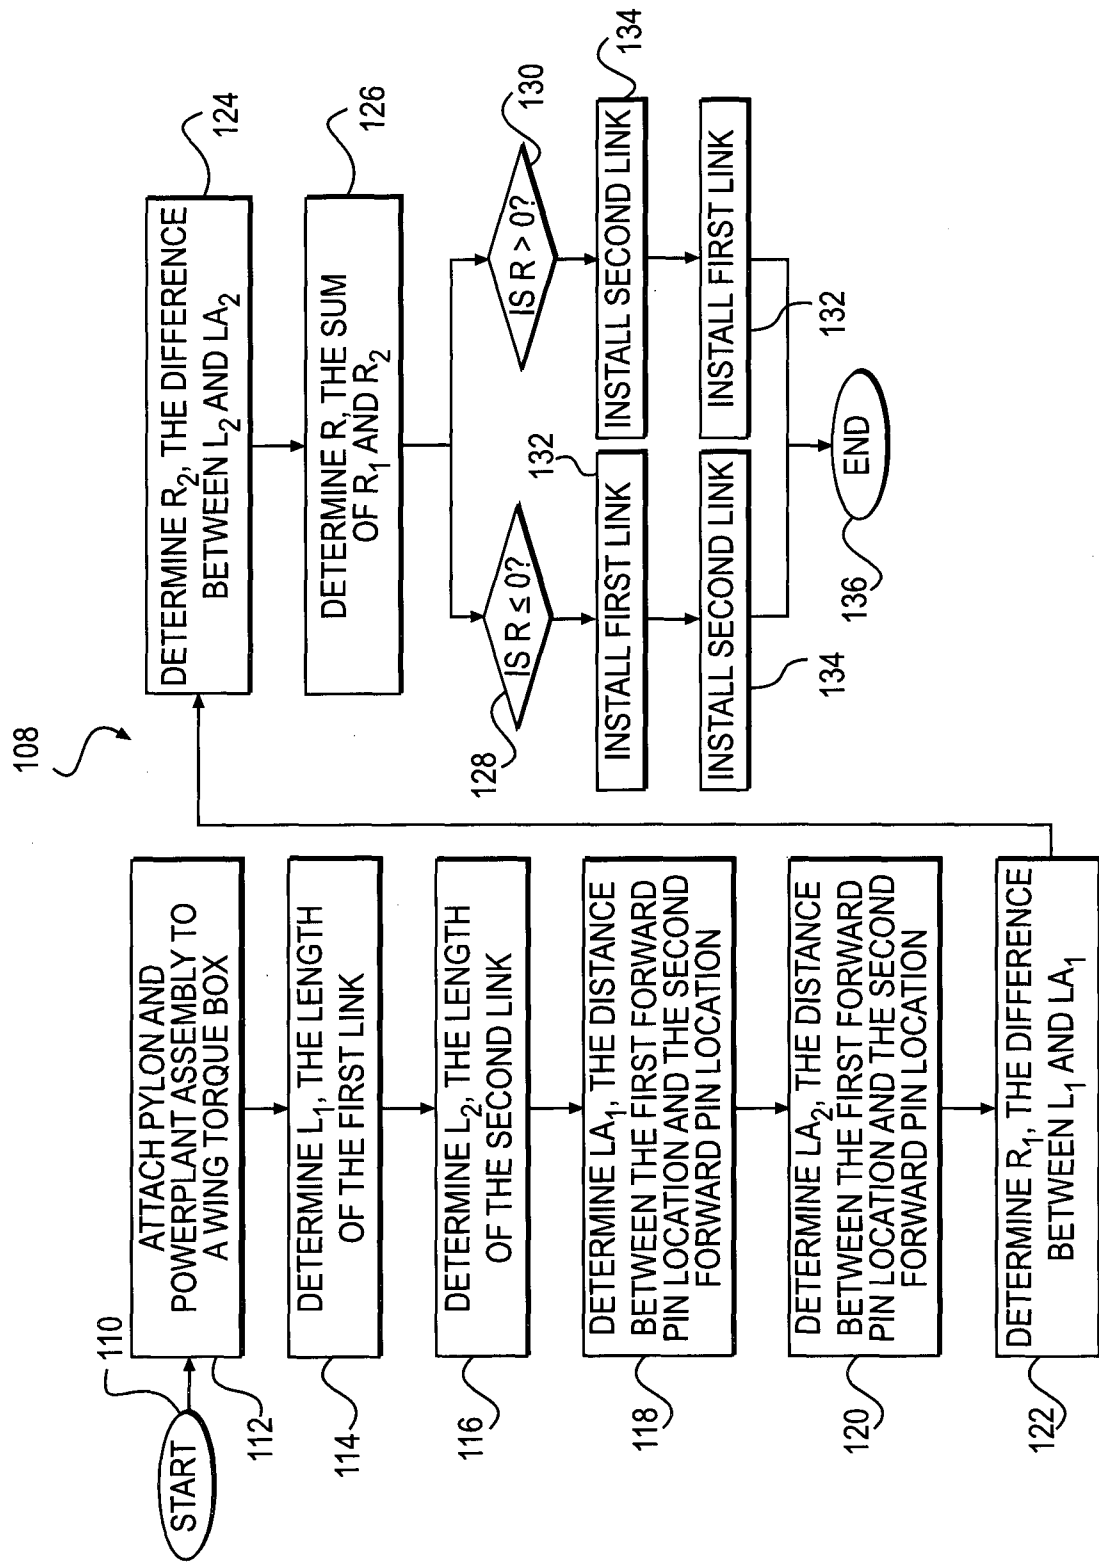 108
110
START
ATTACH PYLON AND
POWERPLANT ASSEMBLY TO
A WING TORQUE BOX
112
DETERMINE L1, THE LENGTH
OF THE FIRST LINK
114
DETERMINE L2, THE LENGTH
OF THE SECOND LINK
116
DETERMINE LA1, THE DISTANCE
BETWEEN THE FIRST FORWARD
PIN LOCATION AND THE SECOND
FORWARD PIN LOCATION
118
DETERMINE LA2, THE DISTANCE
BETWEEN THE FIRST FORWARD
PIN LOCATION AND THE SECOND
FORWARD PIN LOCATION
120
DETERMINE R1, THE DIFFERENCE
BETWEEN L1 AND LA1
122
DETERMINE R2, THE DIFFERENCE
BETWEEN L2 AND LA2
124
DETERMINE R, THE SUM
OF R1 AND R2
126
IS R ≤ 0?
128
IS R > 0?
130
INSTALL FIRST LINK
132
INSTALL SECOND LINK
134
INSTALL SECOND LINK
134
INSTALL FIRST LINK
132
END
136